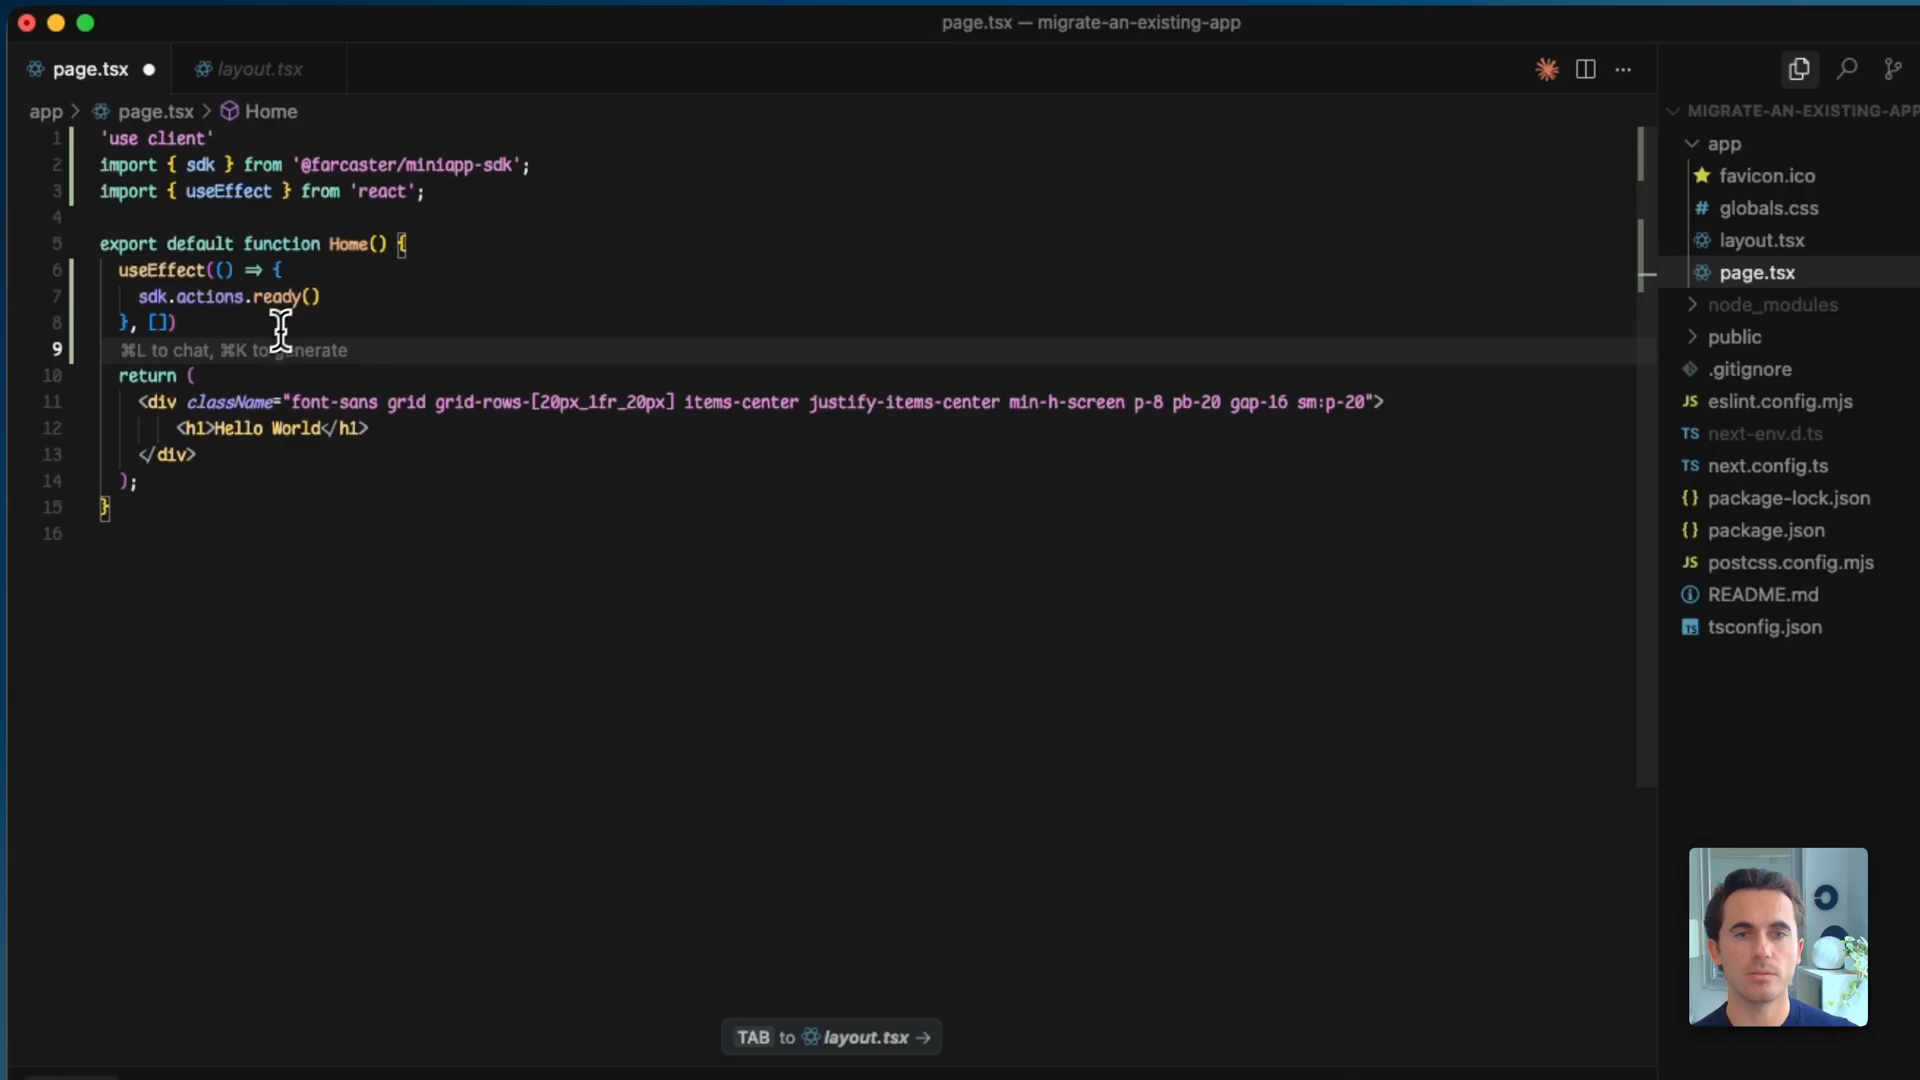 page.tsx — migrate-an-existing-app
page.tsx
layout.tsx
app > page.tsx > Home
1 'use client'
2 import { sdk } from '@farcaster/miniapp-sdk';
3 import { useEffect } from 'react';
4
5 export default function Home() {
6 useEffect(() => {
7 sdk.actions.ready()
8 }, [])
9 ⌘L to chat, ⌘K to generate
10 return (
11 <div className="font-sans grid grid-rows-[20px_1fr_20px] items-center justify-items-center min-h-screen p-8 pb-20 gap-16 sm:p-20">
12 <h1>Hello World</h1>
13 </div>
14 );
15 }
16
TAB to layout.tsx →
MIGRATE-AN-EXISTING-APP
app
favicon.ico
# globals.css
layout.tsx
page.tsx
node_modules
public
.gitignore
JS eslint.config.mjs
TS next-env.d.ts
TS next.config.ts
{} package-lock.json
{} package.json
JS postcss.config.mjs
README.md
TS tsconfig.json